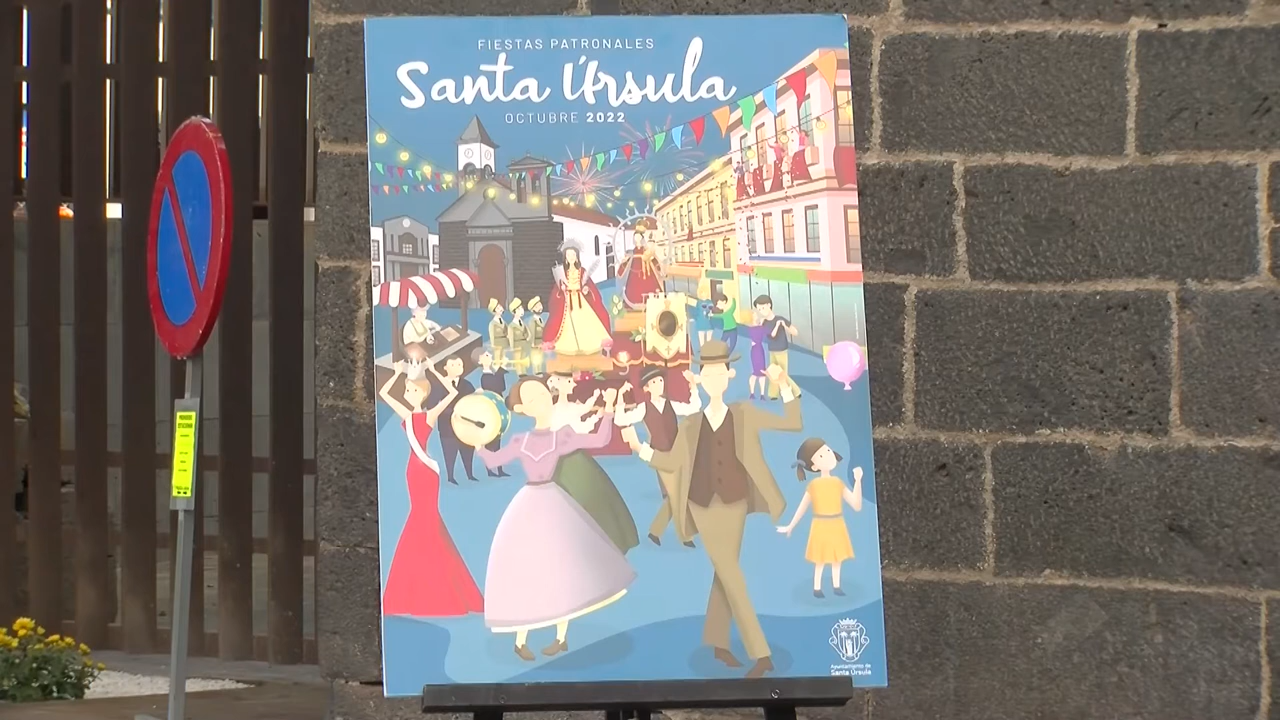 FIESTAS PATRONALES
Santa Úrsula
OCTUBRE 2022
Ayuntamiento de
Santa Úrsula